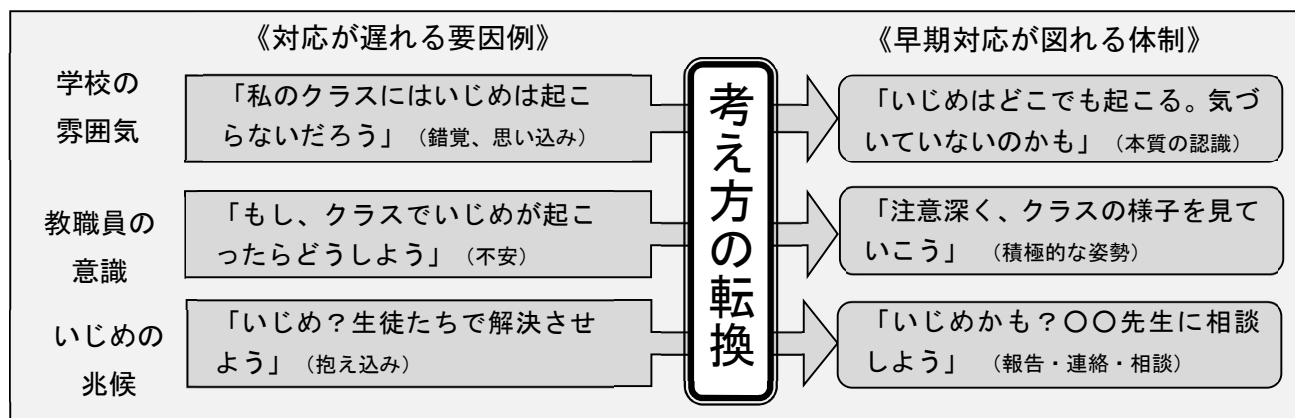 《対応が遅れる要因例》
《早期対応が図れる体制》
学校の
雰囲気
「私のクラスにはいじめは起こ
らないだろう」（錯覚、思い込み）
「いじめはどこでも起こる。気づ
いていないのかも」（本質の認識）
教職員の
意識
「もし、クラスでいじめが起こ
ったらどうしよう」（不安）
「注意深く、クラスの様子を見て
いこう」（積極的な姿勢）
いじめの
兆候
「いじめ？生徒たちで解決させ
よう」（抱え込み）
「いじめかも？〇〇先生に相談
しよう」（報告・連絡・相談）
考え方の転換